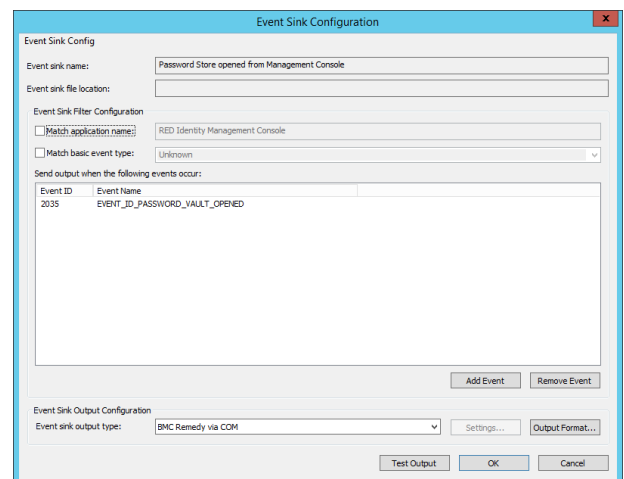 Event Sink Configuration
x
Event Sink Config
Event sink name: Password Store opened from Management Console
Event sink file location:
Event Sink Filter Configuration
Match application name: RED Identity Management Console
Match basic event type: Unknown
Send output when the following events occur:
Event ID Event Name
2035 EVENT_ID_PASSWORD_VAULT_OPENED
Add Event Remove Event
Event Sink Output Configuration
Event sink output type: BMC Remedy via COM Settings... Output Format...
Test Output OK Cancel